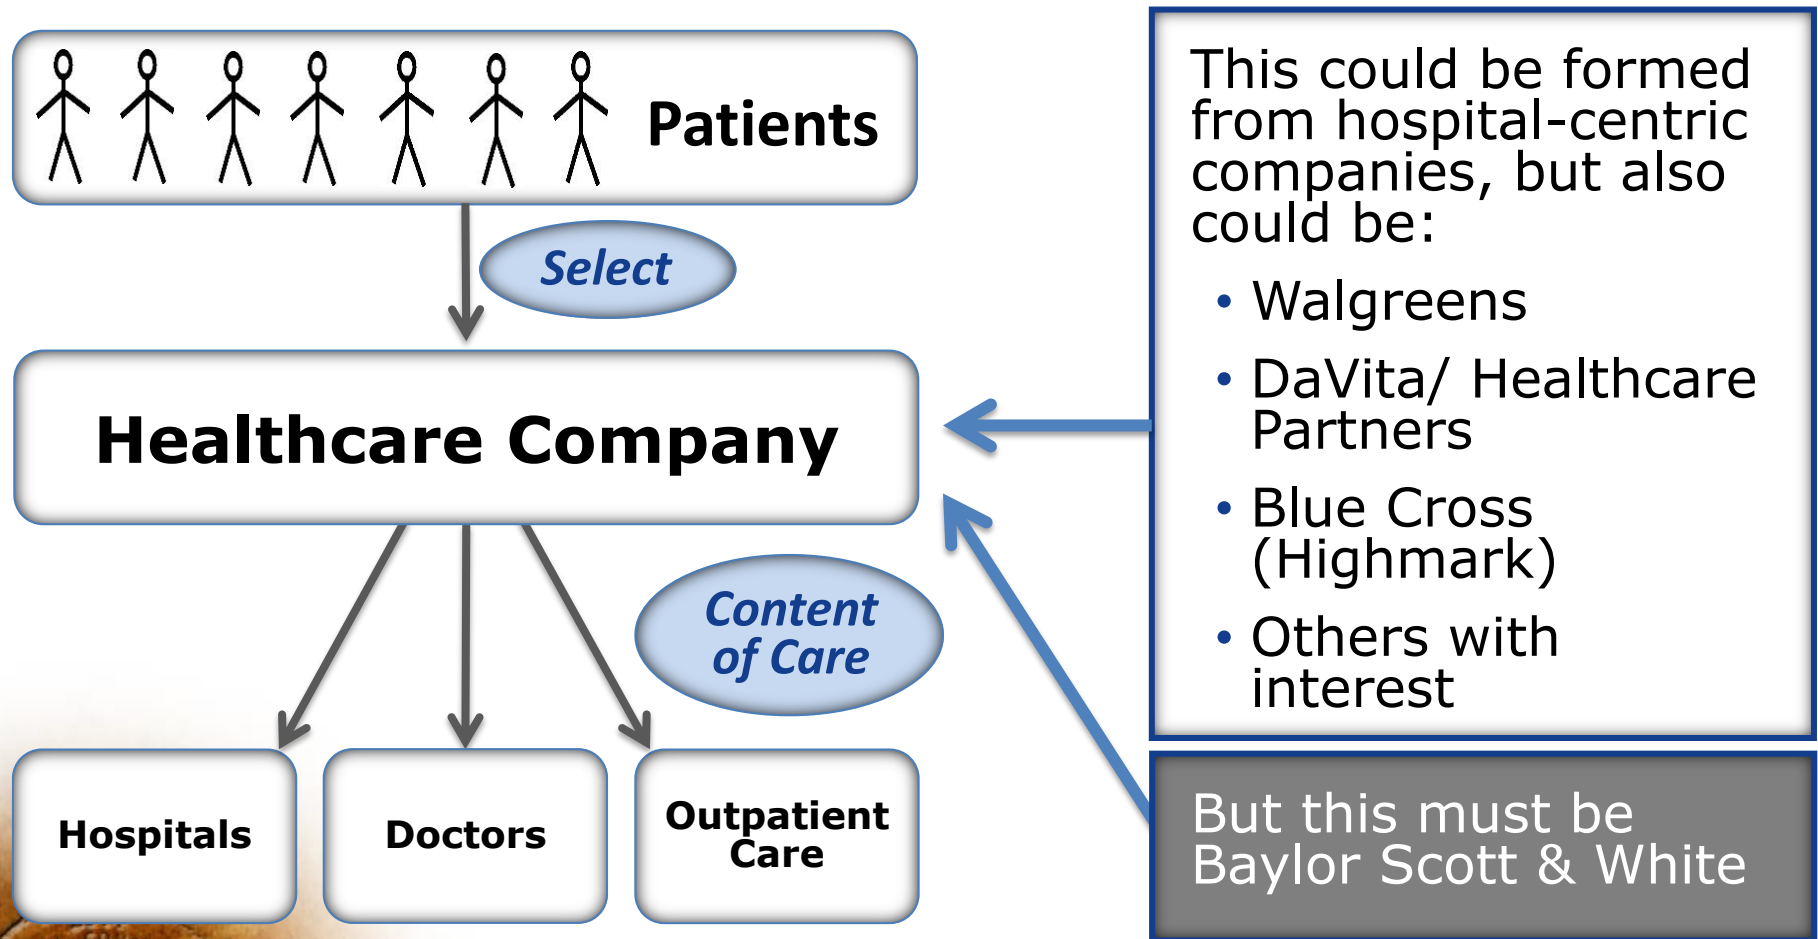 Patients
Select
Healthcare Company
Content
of Care
Hospitals
Doctors
Outpatient
Care
This could be formed
from hospital-centric
companies, but also
could be:
• Walgreens
• DaVita/ Healthcare
Partners
• Blue Cross
(Highmark)
• Others with
interest
But this must be
Baylor Scott & White